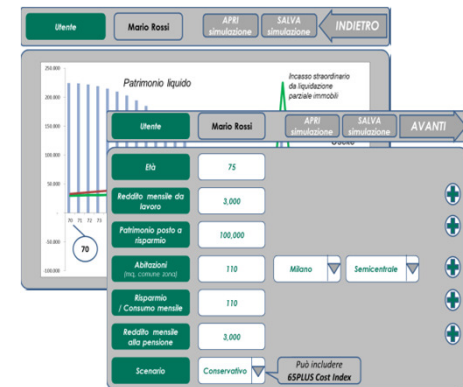 Utente
Mario Rossi
APRI
simulazione
SALVA
simulazione
INDIETRO
250.000
Patrimonio liquido
Incasso straordinario
da liquidazione
parziale immobili
200.000
150.000
100.000
50.000
-
70 71 72 73
70
-50.000
-100.000
Utente
Mario Rossi
APRI
simulazione
SALVA
simulazione
AVANTI
Età
75
Reddito mensile da
lavoro
3,000
Patrimonio posto a
risparmio
100,000
Abitazioni
(mq, comune zona)
110
Milano
Semicentrale
Risparmio
/ Consumo mensile
110
Reddito mensile
alla pensione
3,000
Scenario
Conservativo
Può includere
65PLUS Cost Index